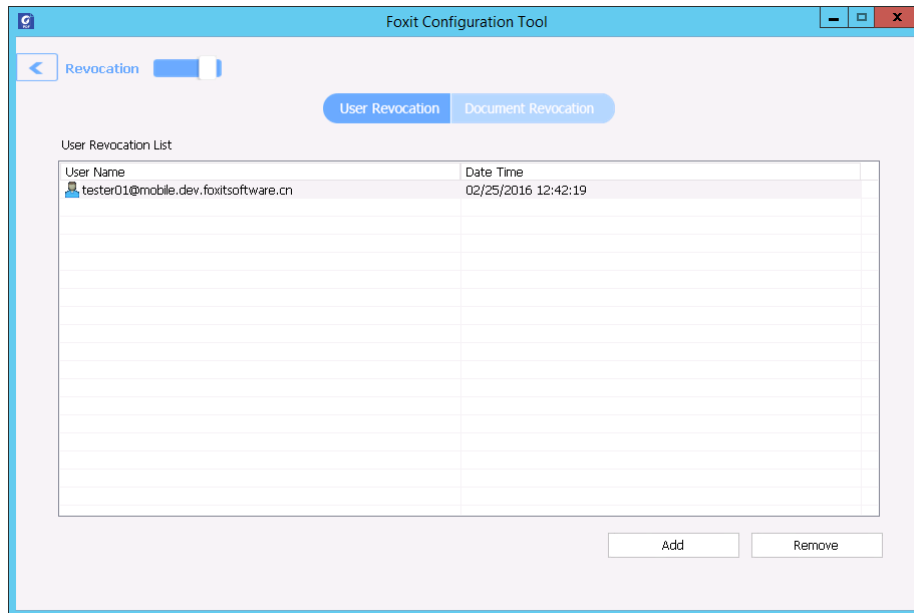 Foxit Configuration Tool
Revocation
User Revocation Document Revocation
User Revocation List
User Name Date Time
tester01@mobile.dev.foxitsoftware.cn 02/25/2016 12:42:19
Add Remove